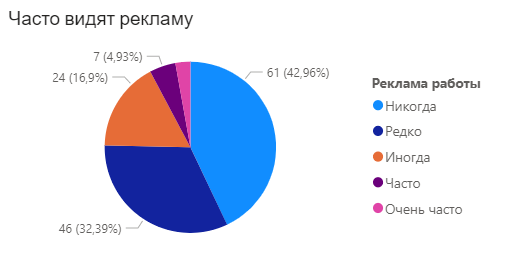 Часто видят рекламу
7 (4,93%)
61 (42,96%)
24 (16,9%)
46 (32,39%)
Реклама работы
Никогда
Редко
Иногда
Часто
Очень часто